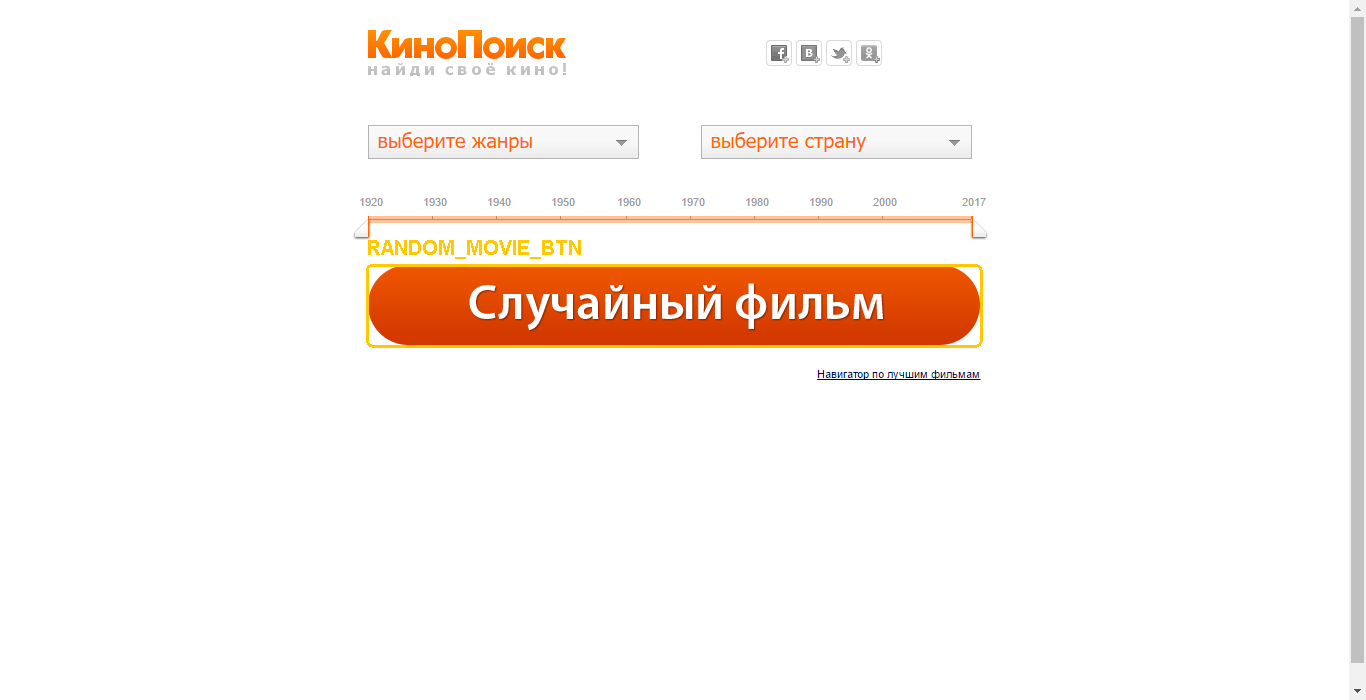 КиноПоиск
найди своё кино!
выберите жанры
выберите страну
1920 1930 1940 1950 1960 1970 1980 1990 2000 2017
RANDOM_MOVIE_BTN
Случайный фильм
Навигатор по лучшим фильмам